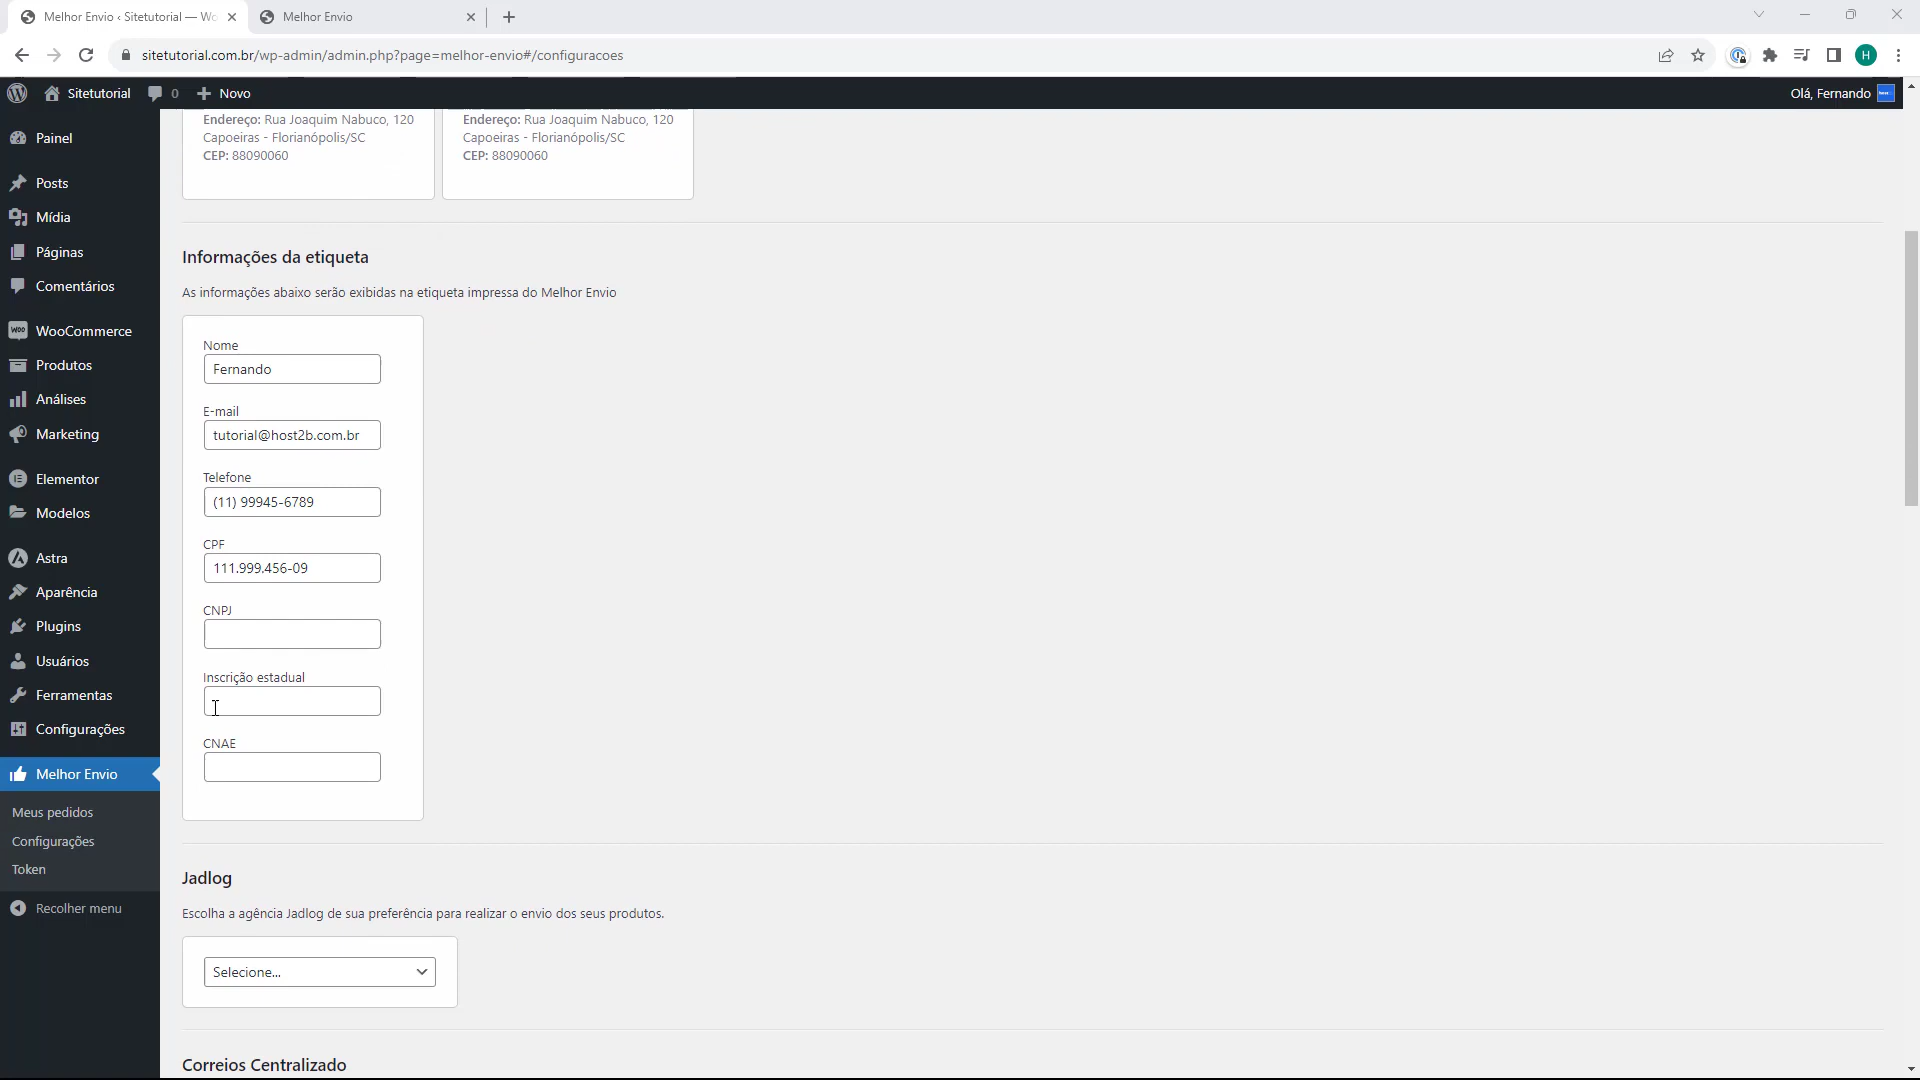 Melhor Envio ‹ Sitetutorial — Wo
Melhor Envio
sitetutorial.com.br/wp-admin/admin.php?page=melhor-envio#/configuracoes
H
Sitetutorial
0
Novo
Olá, Fernando
Painel
Posts
Mídia
Páginas
Comentários
WooCommerce
Produtos
Análises
Marketing
Elementor
Modelos
Astra
Aparência
Plugins
Usuários
Ferramentas
Configurações
Melhor Envio
Meus pedidos
Configurações
Token
Recolher menu
Endereço: Rua Joaquim Nabuco, 120
Capoeiras - Florianópolis/SC
CEP: 88090060
Endereço: Rua Joaquim Nabuco, 120
Capoeiras - Florianópolis/SC
CEP: 88090060
Informações da etiqueta
As informações abaixo serão exibidas na etiqueta impressa do Melhor Envio
Nome
Fernando
E-mail
tutorial@host2b.com.br
Telefone
(11) 99945-6789
CPF
111.999.456-09
CNPJ
Inscrição estadual
CNAE
Jadlog
Escolha a agência Jadlog de sua preferência para realizar o envio dos seus produtos.
Selecione...
Correios Centralizado